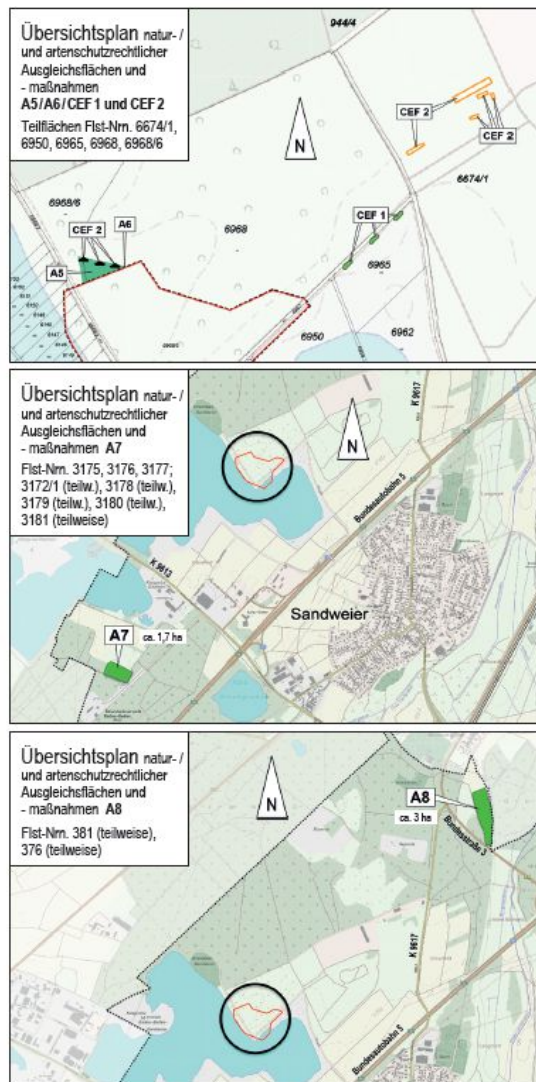 Übersichtsplan natur- /
und artenschutzrechtlicher
Ausgleichsflächen und
- maßnahmen
A5/A6/CEF 1 und CEF 2
Teilflächen Flst-Nrn. 6674/1,
6950, 6965, 6968, 6968/6
944/4
CEF 2
CEF 2
N
6674/1
6968/6
CEF 2
A6
6968
CEF 1
A5
6965
6950
6962
Übersichtsplan natur- /
und artenschutzrechtlicher
Ausgleichsflächen und
- maßnahmen A7
Flst-Nrn. 3175, 3176, 3177;
3172/1 (teilw.), 3178 (teilw.),
3179 (teilw.), 3180 (teilw.),
3181 (teilweise)
N
K 9617
Bundesautobahn 5
K 9613
Sandweier
A7
ca. 1,7 ha
Übersichtsplan natur- /
und artenschutzrechtlicher
Ausgleichsflächen und
- maßnahmen A8
Flst-Nrn. 381 (teilweise),
376 (teilweise)
N
A8
ca. 3 ha
Bundesstraße 3
K 9617
Bundesautobahn 5